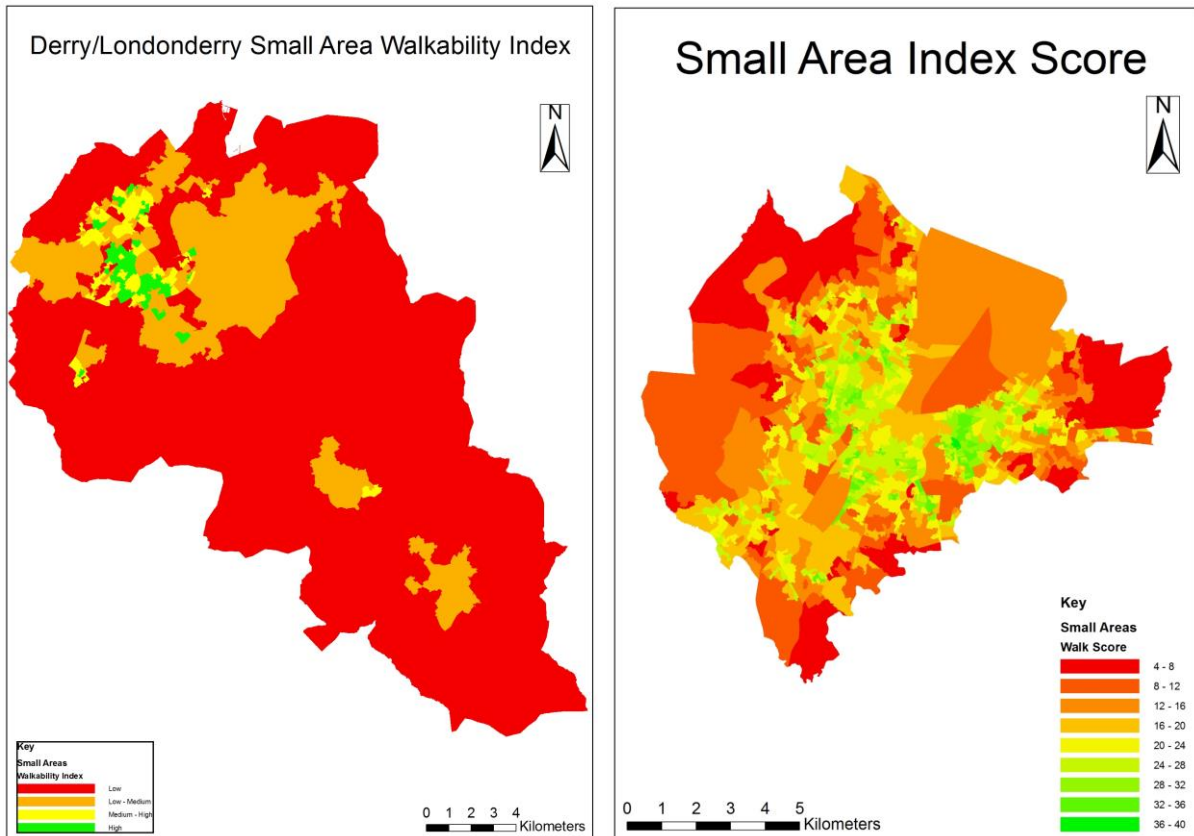 Derry/Londonderry Small Area Walkability Index
N
Key
Small Areas
Walkability Index
Low
Low - Medium
Medium - High
High
0 1 2 3 4
Kilometers
Small Area Index Score
N
Key
Small Areas
Walk Score
4 - 8
8 - 12
12 - 16
16 - 20
20 - 24
24 - 28
28 - 32
32 - 36
36 - 40
0 1 2 3 4 5
Kilometers